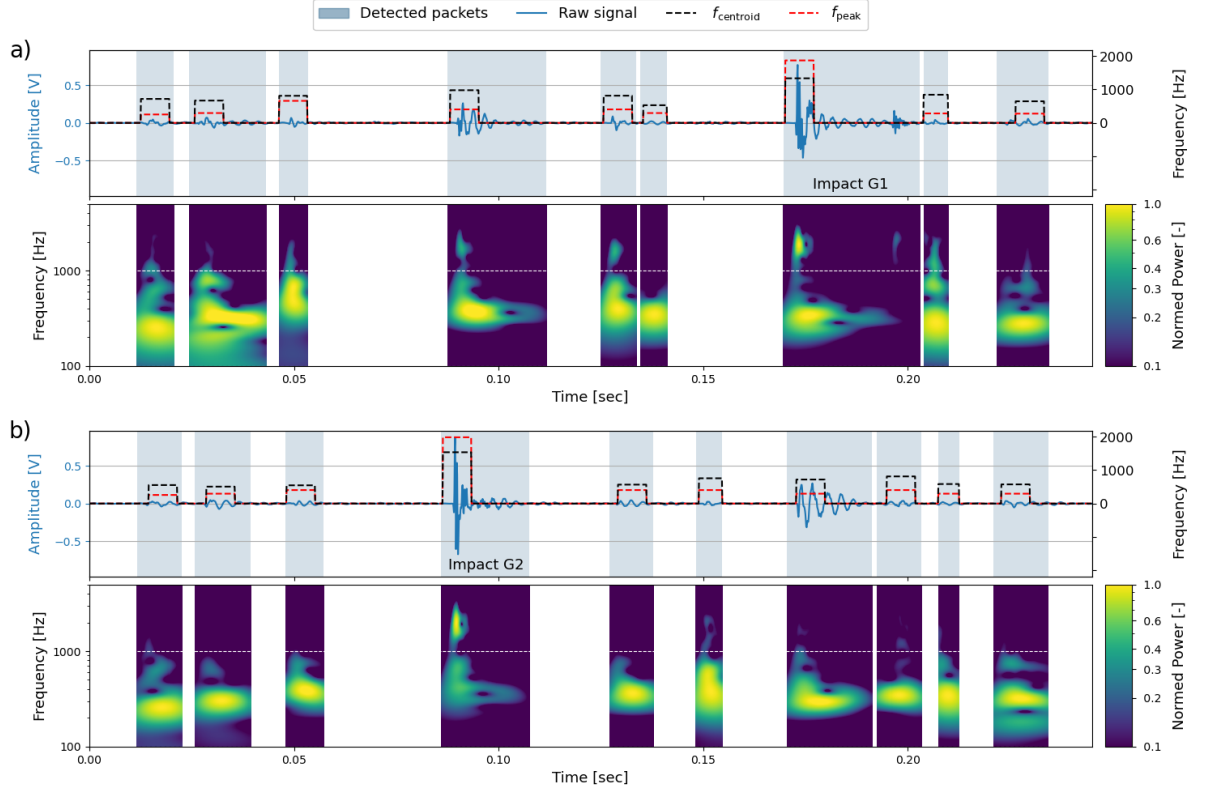 Detected packets Raw signal f_centroid f_peak
a)
Amplitude [V]
0.5
0.0
−0.5
2000
1000
0
Frequency [Hz]
Impact G1
Frequency [Hz]
1000
100
0.00 0.05 0.10 0.15 0.20
Time [sec]
1.0
0.6
0.4
0.3
0.2
0.1
Normed Power [-]
b)
Amplitude [V]
0.5
0.0
−0.5
2000
1000
0
Frequency [Hz]
Impact G2
Frequency [Hz]
1000
100
0.00 0.05 0.10 0.15 0.20
Time [sec]
1.0
0.6
0.4
0.3
0.2
0.1
Normed Power [-]